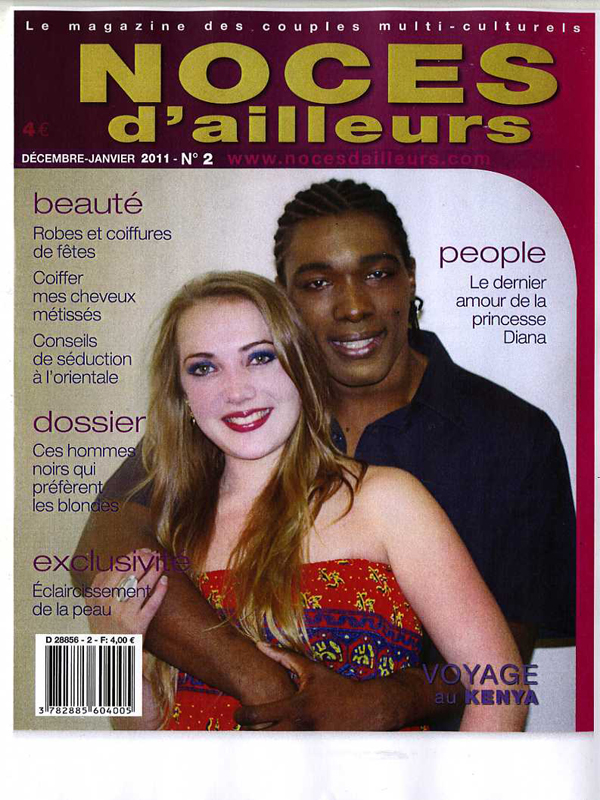 Le magazine des couples multi-culturels
NOCES
d'ailleurs
4€
DÉCEMBRE-JANVIER 2011 - N° 2 www.nocesdailleurs.com
beauté
Robes et coiffures
de fêtes
Coiffer
mes cheveux
métissés
Conseils
de séduction
à l'orientale
people
Le dernier
amour de la
princesse
Diana
dossier
Ces hommes
noirs qui
préfèrent
les blondes
exclusivité
Éclaircissement
de la peau
D 28856 - 2 - F: 4,00 €
3 782885 604005
VOYAGE
au KENYA